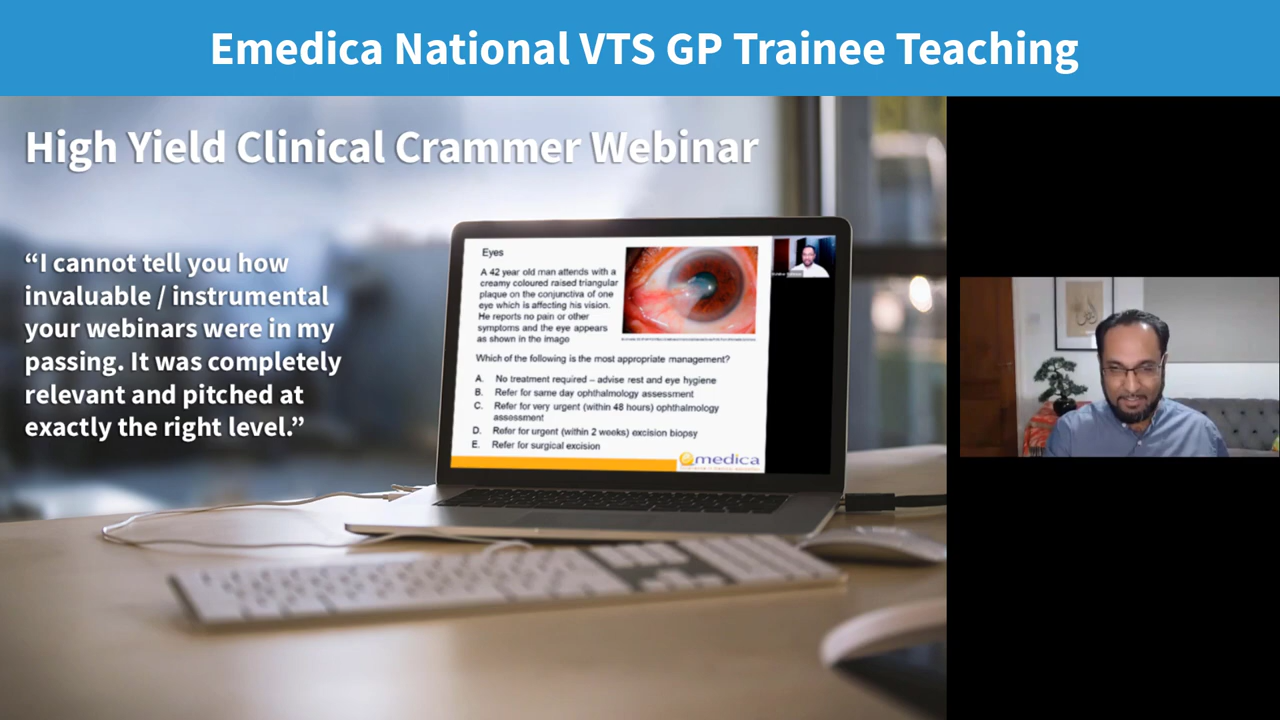 Emedica National VTS GP Trainee Teaching
High Yield Clinical Crammer Webinar
“I cannot tell you how
invaluable / instrumental
your webinars were in my
passing. It was completely
relevant and pitched at
exactly the right level.”
Eyes
A 42 year old man attends with a
creamy coloured raised triangular
plaque on the conjunctiva of one
eye which is affecting his vision.
He reports no pain or other
symptoms and the eye appears
as shown in the image
Which of the following is the most appropriate management?
A. No treatment required – advise rest and eye hygiene
B. Refer for same day ophthalmology assessment
C. Refer for very urgent (within 48 hours) ophthalmology
assessment
D. Refer for urgent (within 2 weeks) excision biopsy
E. Refer for surgical excision
emedica